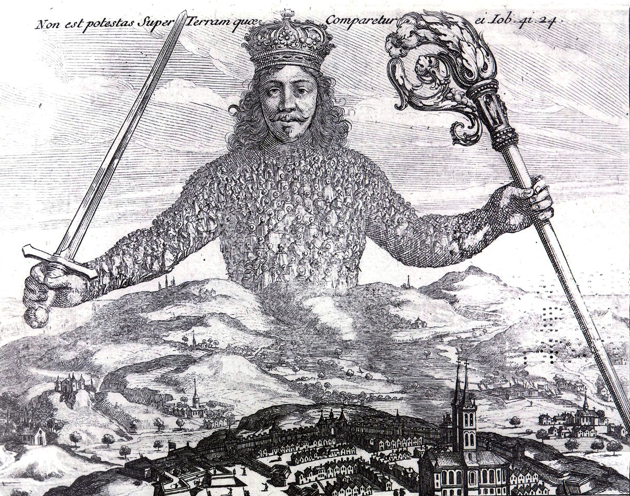 Non est potestas Super Terram quæ Comparetur ei Iob. 41. 24.